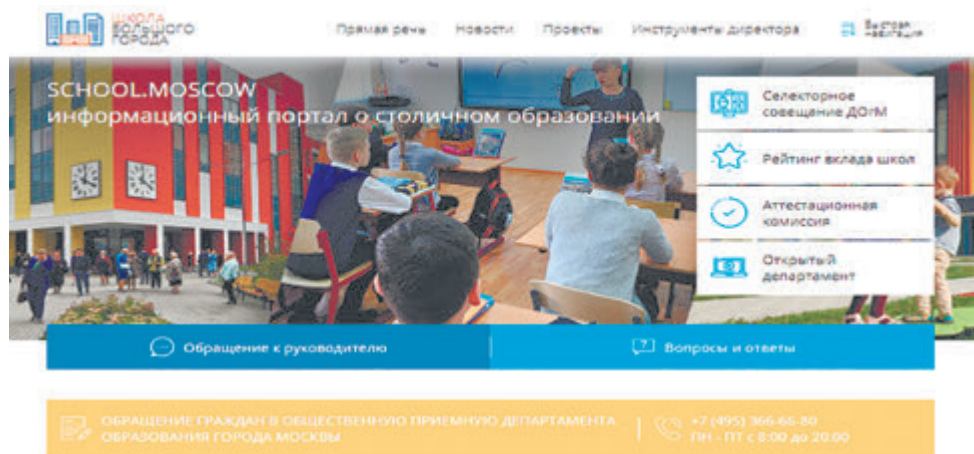 ШКОЛА
БОЛЬШОГО
ГОРОДА
Прямая речь
Новости
Проекты
Инструменты директора
Быстрая
навигация
SCHOOL.MOSCOW
информационный портал о столичном образовании
Селекторное
совещание ДОгМ
Рейтинг вклада школ
Аттестационная
комиссия
Открытый
департамент
Обращение к руководителю
Вопросы и ответы
ОБРАЩЕНИЕ ГРАЖДАН В ОБЩЕСТВЕННУЮ ПРИЕМНУЮ ДЕПАРТАМЕНТА
ОБРАЗОВАНИЯ ГОРОДА МОСКВЫ
+7 (495) 366-66-80
ПН - ПТ с 8:00 до 20:00